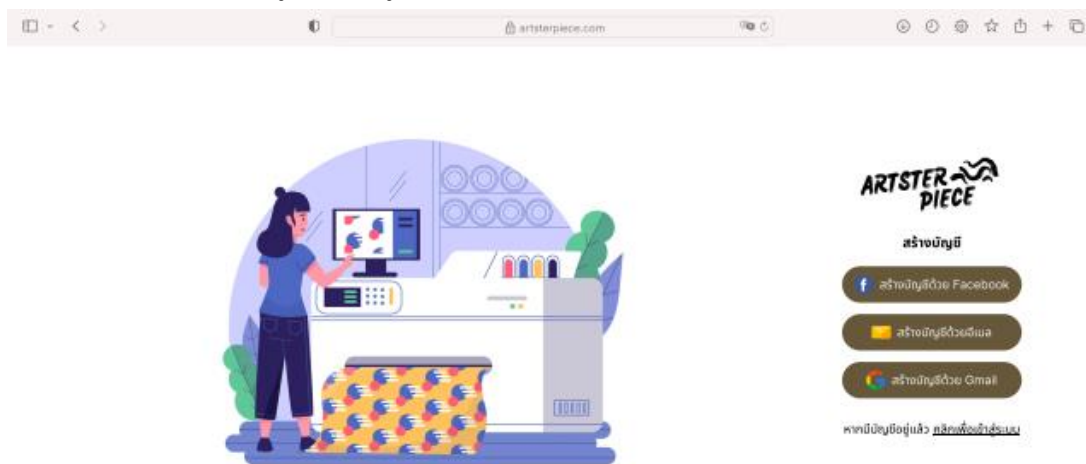 artsterpiece.com
ARTSTER
PIECE
สร้างบัญชี
สร้างบัญชีด้วย Facebook
สร้างบัญชีด้วยอีเมล
สร้างบัญชีด้วย Gmail
หากมีบัญชีอยู่แล้ว คลิกเพื่อเข้าสู่ระบบ